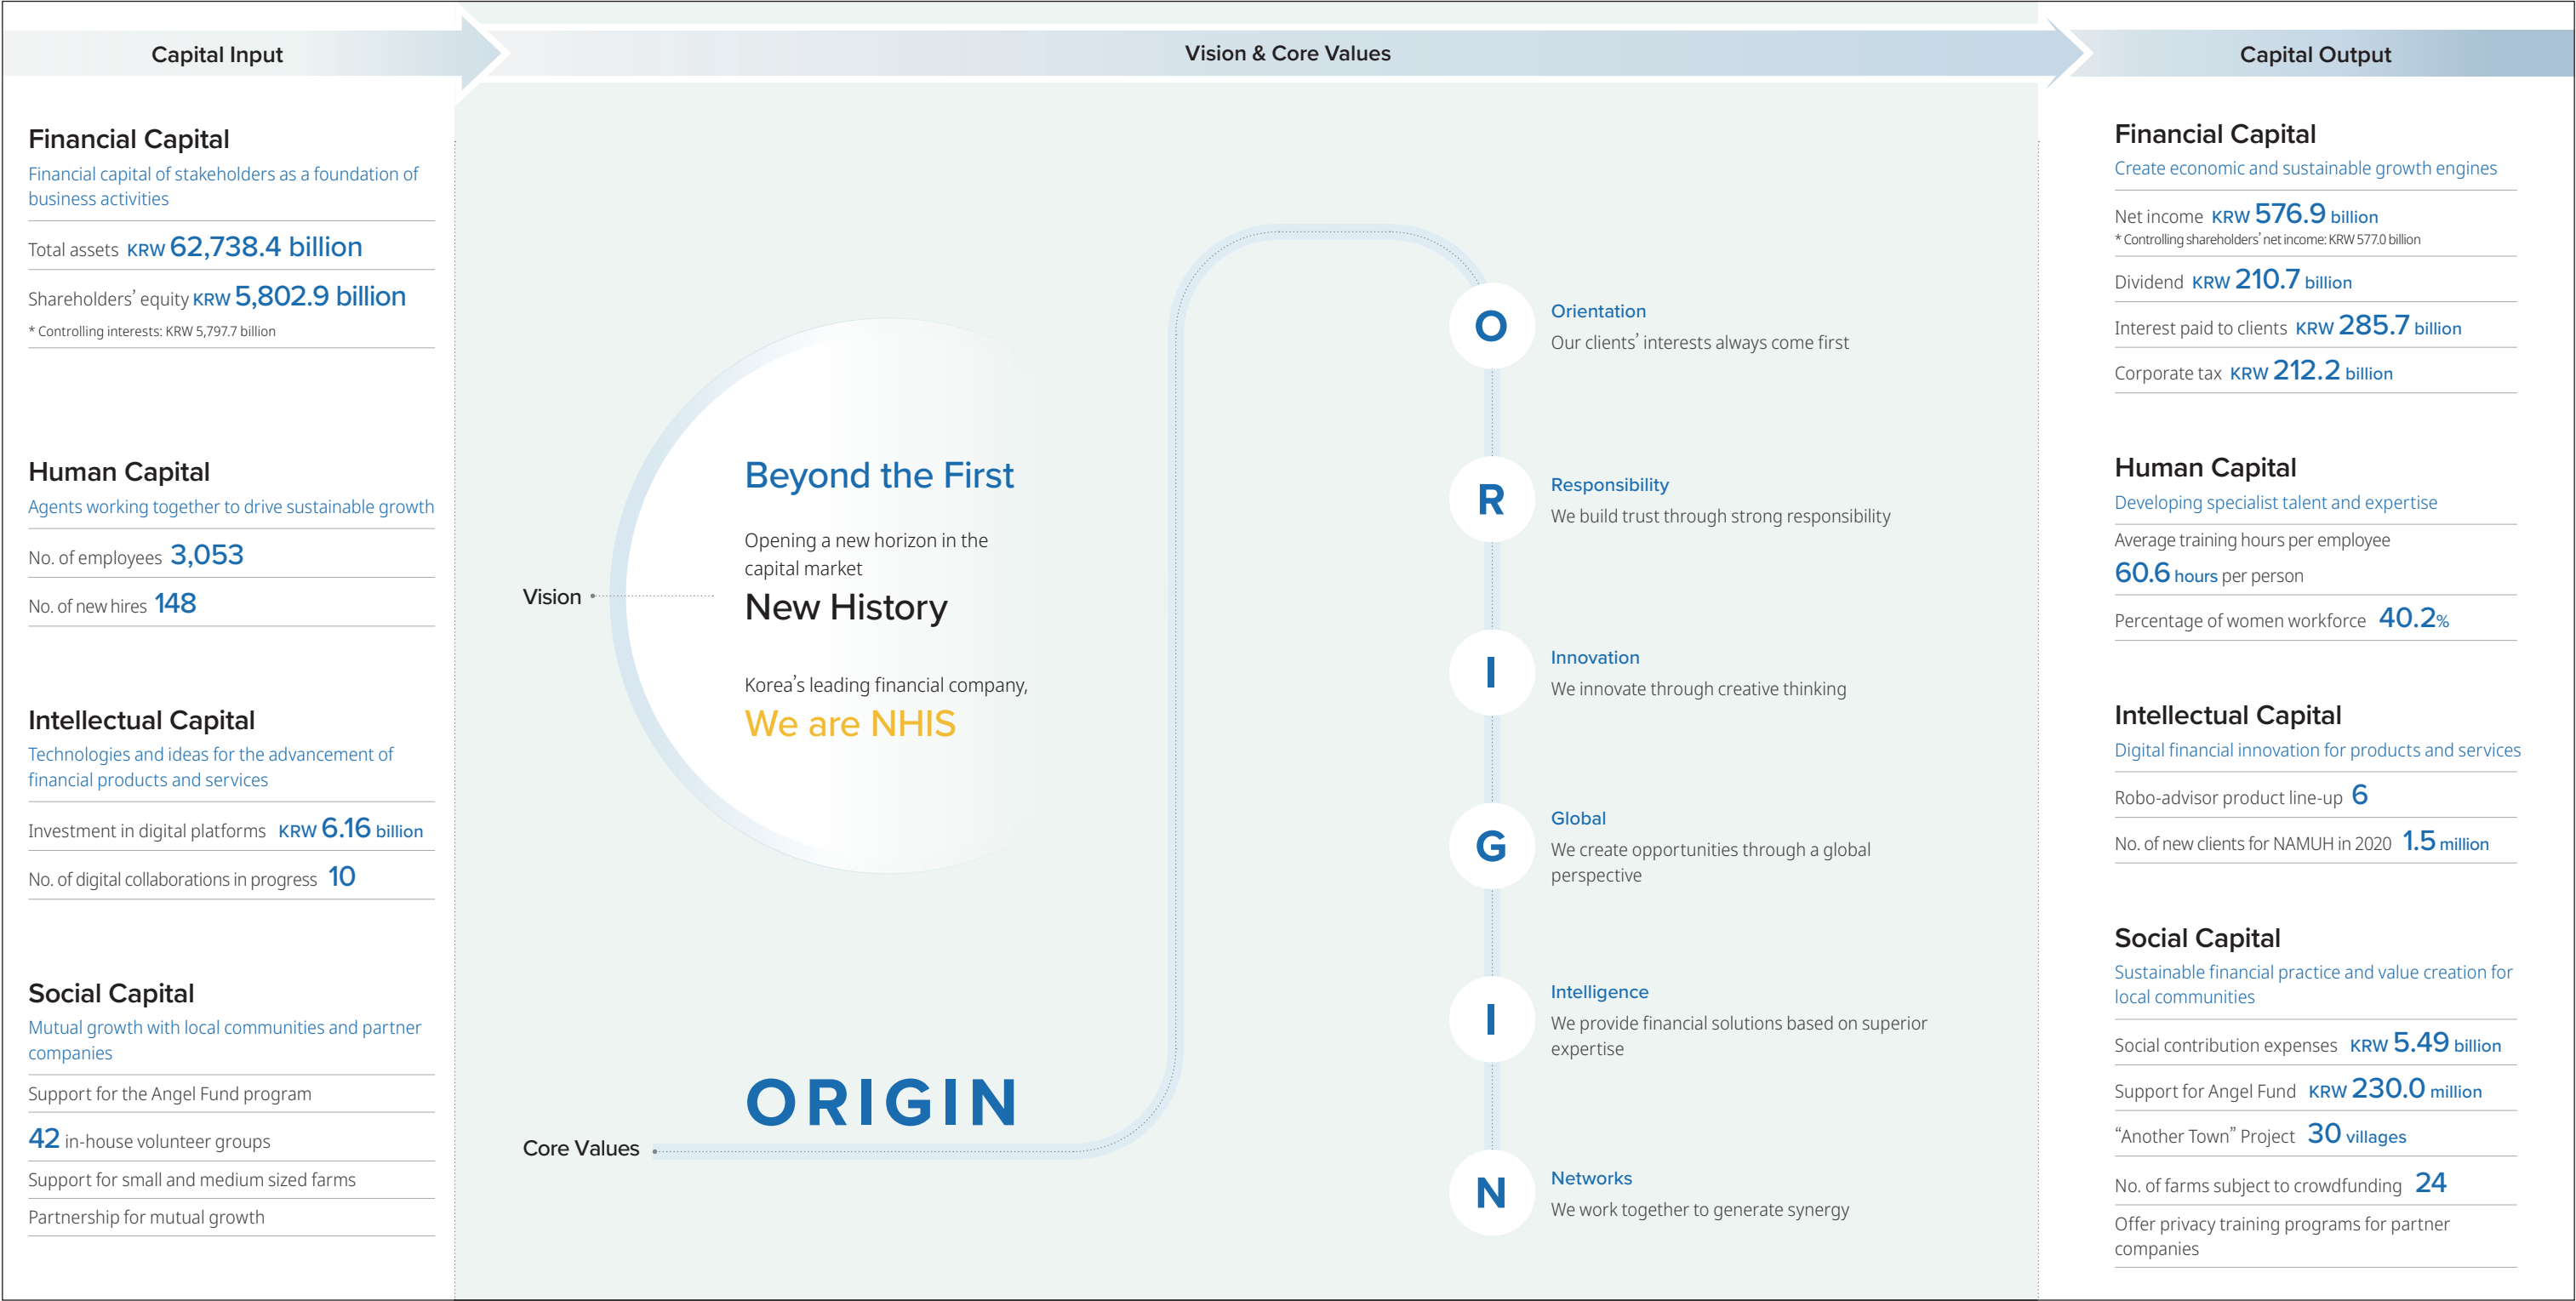 Capital Input
Financial Capital
Financial capital of stakeholders as a foundation of
business activities
Total assets KRW 62,738.4 billion
Shareholders’ equity KRW 5,802.9 billion
* Controlling interests: KRW 5,797.7 billion
Human Capital
Agents working together to drive sustainable growth
No. of employees 3,053
No. of new hires 148
Intellectual Capital
Technologies and ideas for the advancement of
financial products and services
Investment in digital platforms KRW 6.16 billion
No. of digital collaborations in progress 10
Social Capital
Mutual growth with local communities and partner
companies
Support for the Angel Fund program
42 in-house volunteer groups
Support for small and medium sized farms
Partnership for mutual growth
Vision & Core Values
Vision
Beyond the First
Opening a new horizon in the
capital market
New History
Korea’s leading financial company,
We are NHIS
Core Values
ORIGIN
O
Orientation
Our clients’ interests always come first
R
Responsibility
We build trust through strong responsibility
I
Innovation
We innovate through creative thinking
G
Global
We create opportunities through a global
perspective
I
Intelligence
We provide financial solutions based on superior
expertise
N
Networks
We work together to generate synergy
Capital Output
Financial Capital
Create economic and sustainable growth engines
Net income KRW 576.9 billion
* Controlling shareholders’ net income: KRW 577.0 billion
Dividend KRW 210.7 billion
Interest paid to clients KRW 285.7 billion
Corporate tax KRW 212.2 billion
Human Capital
Developing specialist talent and expertise
Average training hours per employee
60.6 hours per person
Percentage of women workforce 40.2%
Intellectual Capital
Digital financial innovation for products and services
Robo-advisor product line-up 6
No. of new clients for NAMUH in 2020 1.5 million
Social Capital
Sustainable financial practice and value creation for
local communities
Social contribution expenses KRW 5.49 billion
Support for Angel Fund KRW 230.0 million
“Another Town” Project 30 villages
No. of farms subject to crowdfunding 24
Offer privacy training programs for partner
companies